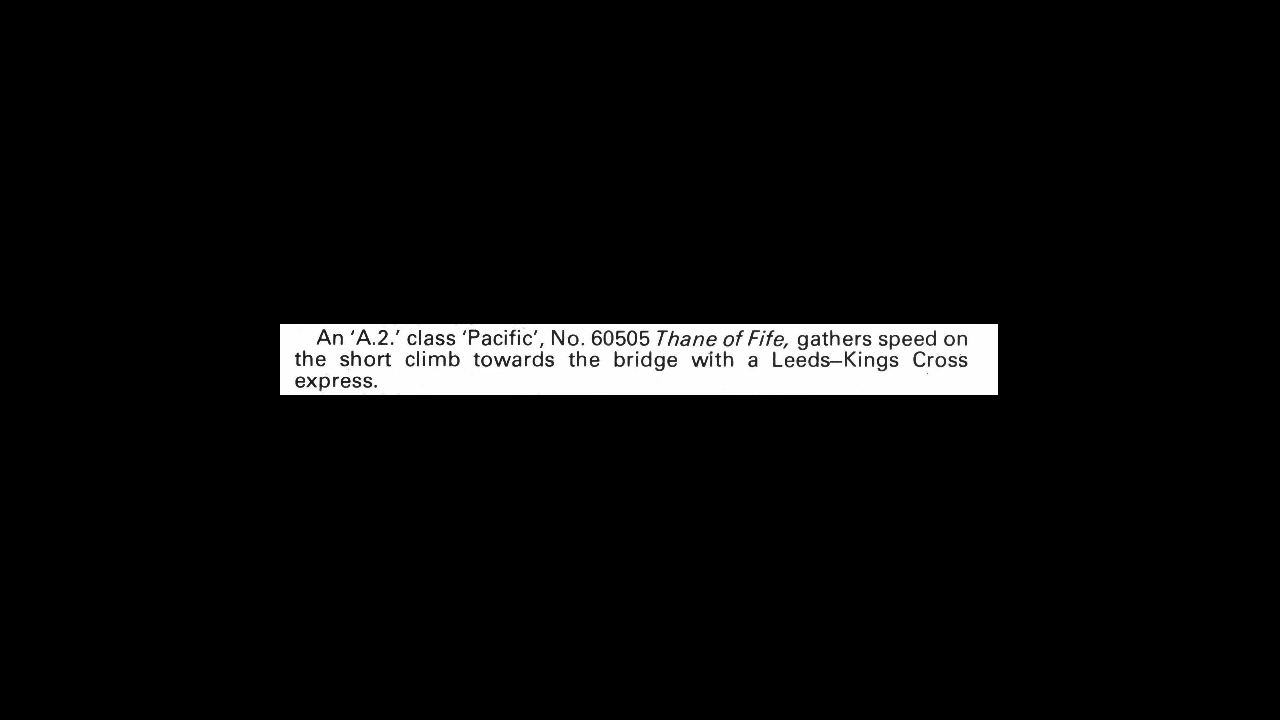 An ‘A.2.’ class ‘Pacific’, No. 60505 Thane of Fife, gathers speed on
the short climb towards the bridge with a Leeds–Kings Cross
express.